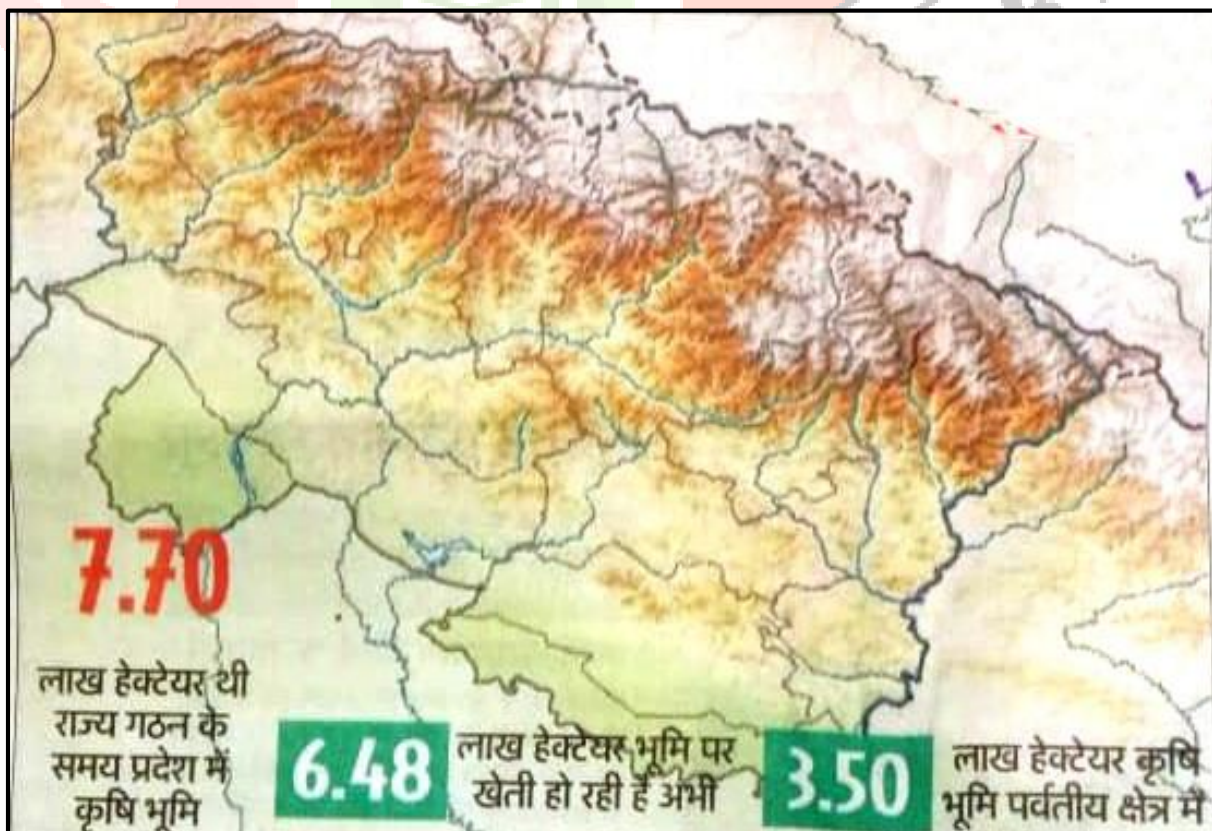 7.70
लाख हेक्टेयर थी
राज्य गठन के
समय प्रदेश में
कृषि भूमि
6.48
लाख हेक्टेयर भूमि पर
खेती हो रही है अभी
3.50
लाख हेक्टेयर कृषि
भूमि पर्वतीय क्षेत्र में